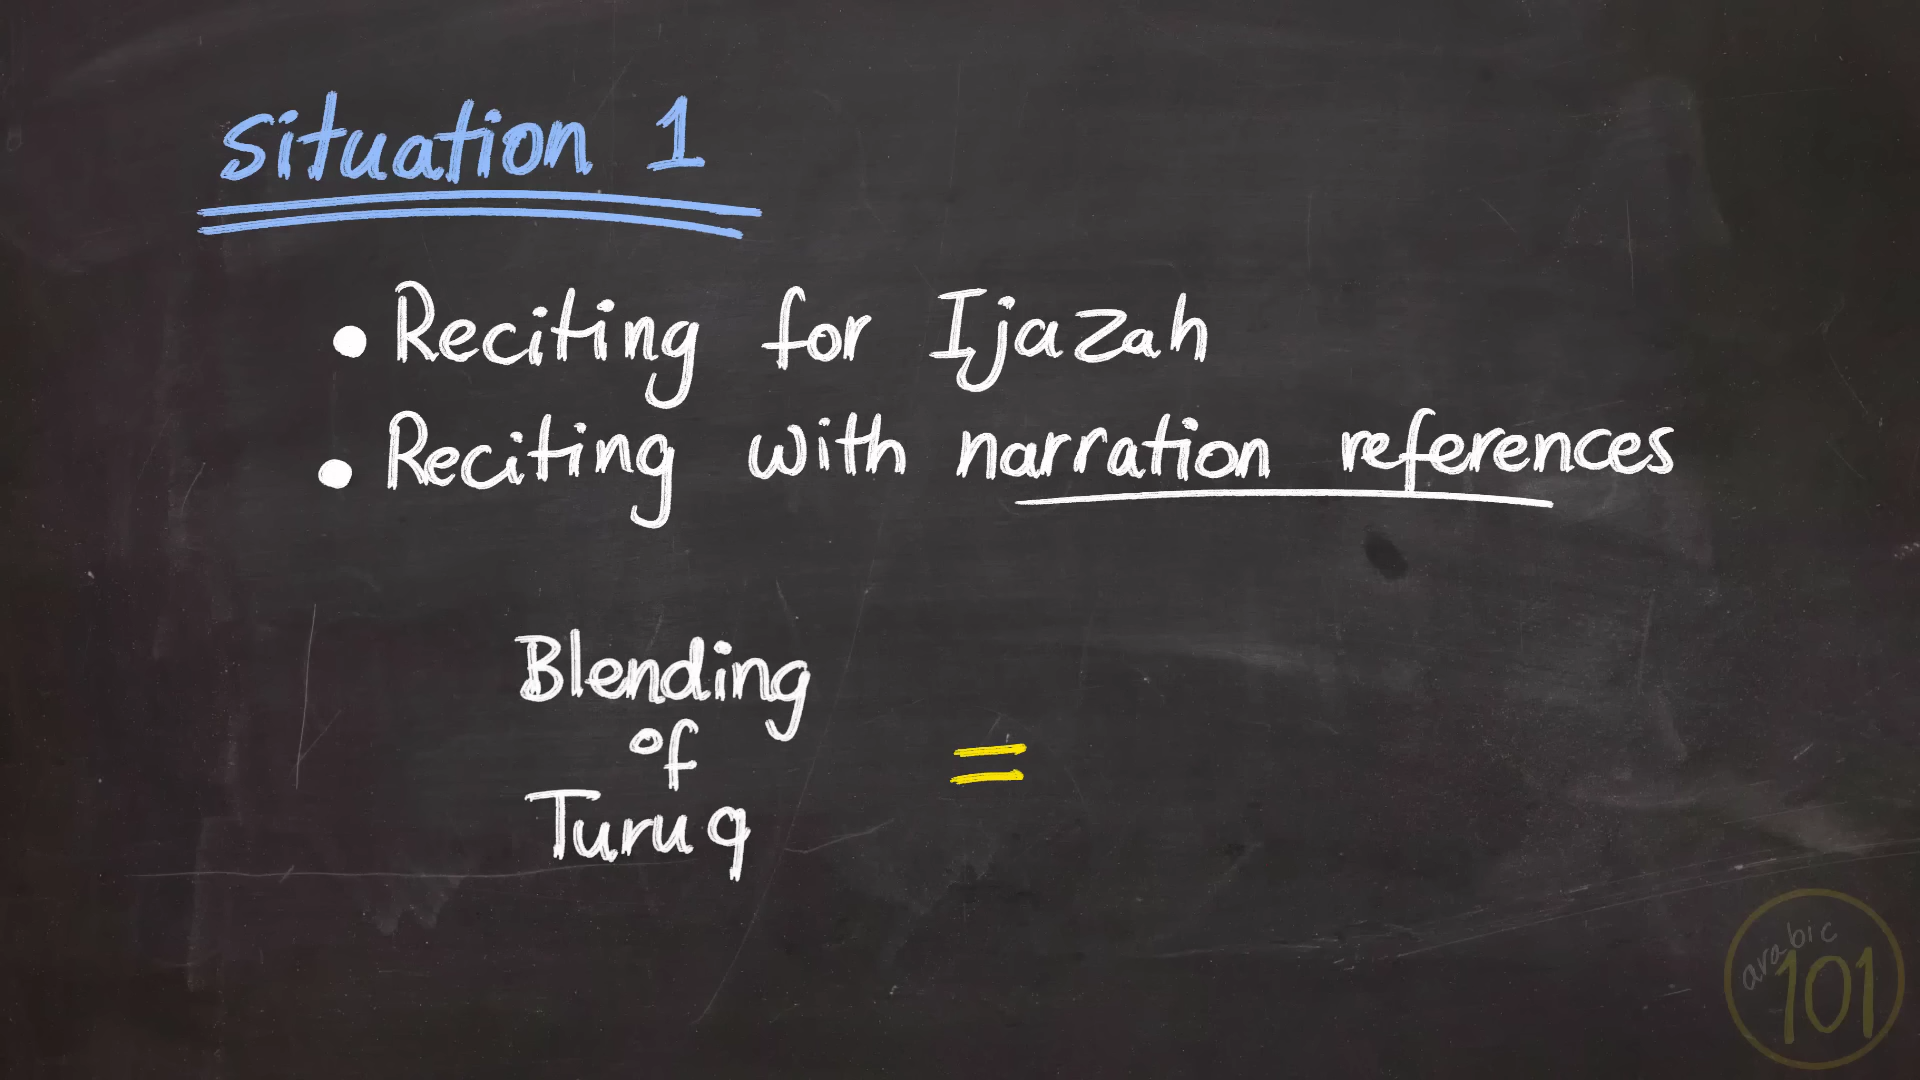 Situation 1
• Reciting for Ijazah
• Reciting with narration references
Blending
of
Turuq
=
arabic
101